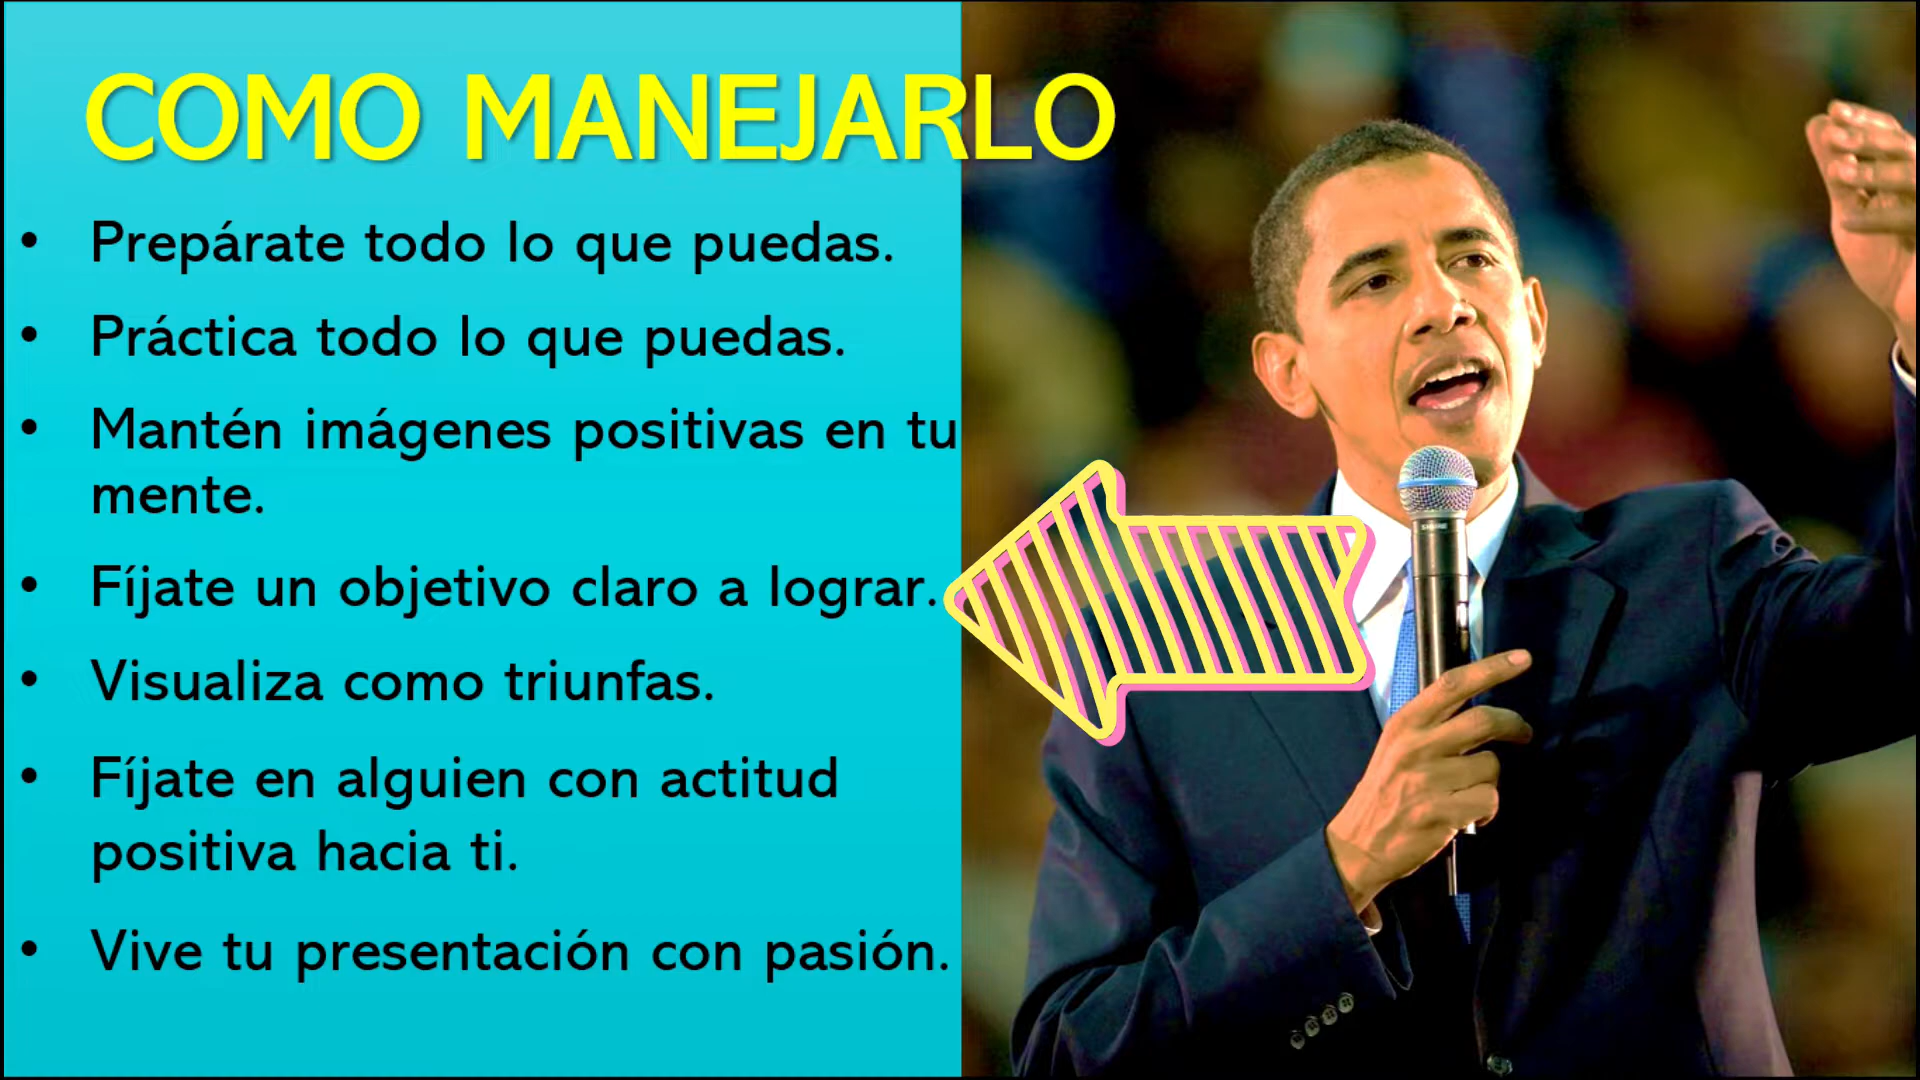 COMO MANEJARLO
• Prepárate todo lo que puedas.
• Práctica todo lo que puedas.
• Mantén imágenes positivas en tu
mente.
• Fíjate un objetivo claro a lograr.
• Visualiza como triunfas.
• Fíjate en alguien con actitud
positiva hacia ti.
• Vive tu presentación con pasión.
SHURE